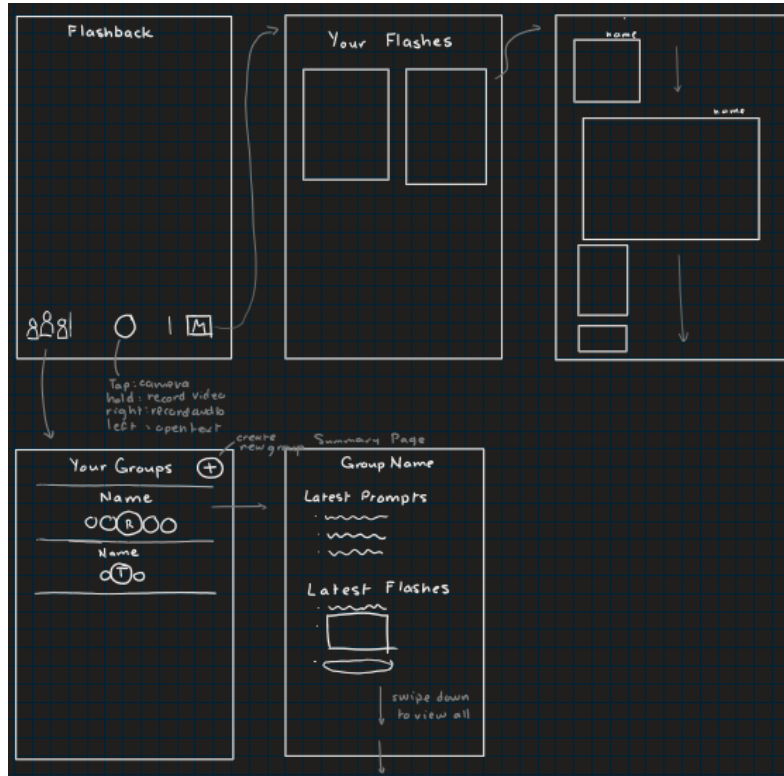 Flashback
M
Tap: camera
hold: record video
right: record audio
left: open text
Your Flashes
name
name
Your Groups
+
create
new group
Name
R
Name
T
Summary Page
Group Name
Latest Prompts
Latest Flashes
swipe down
to view all